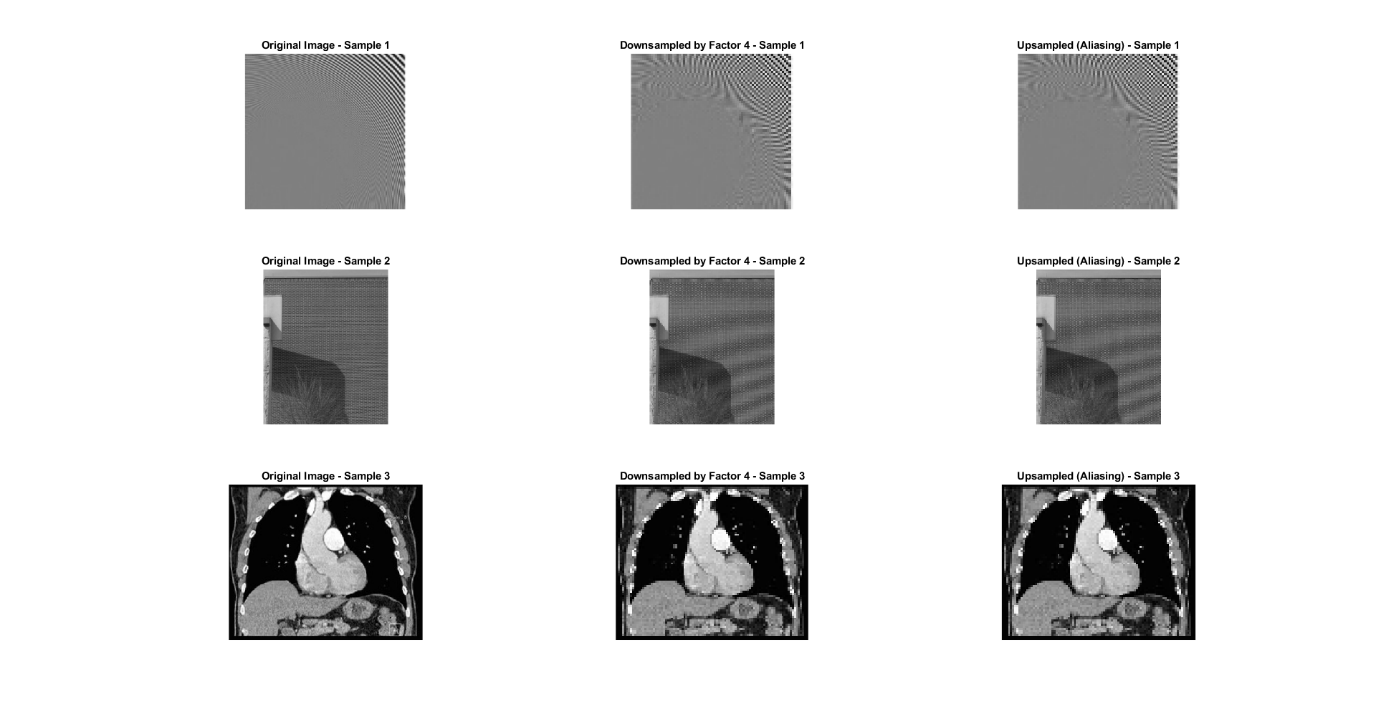 Original Image - Sample 1
Downsampled by Factor 4 - Sample 1
Upsampled (Aliasing) - Sample 1
Original Image - Sample 2
Downsampled by Factor 4 - Sample 2
Upsampled (Aliasing) - Sample 2
Original Image - Sample 3
Downsampled by Factor 4 - Sample 3
Upsampled (Aliasing) - Sample 3